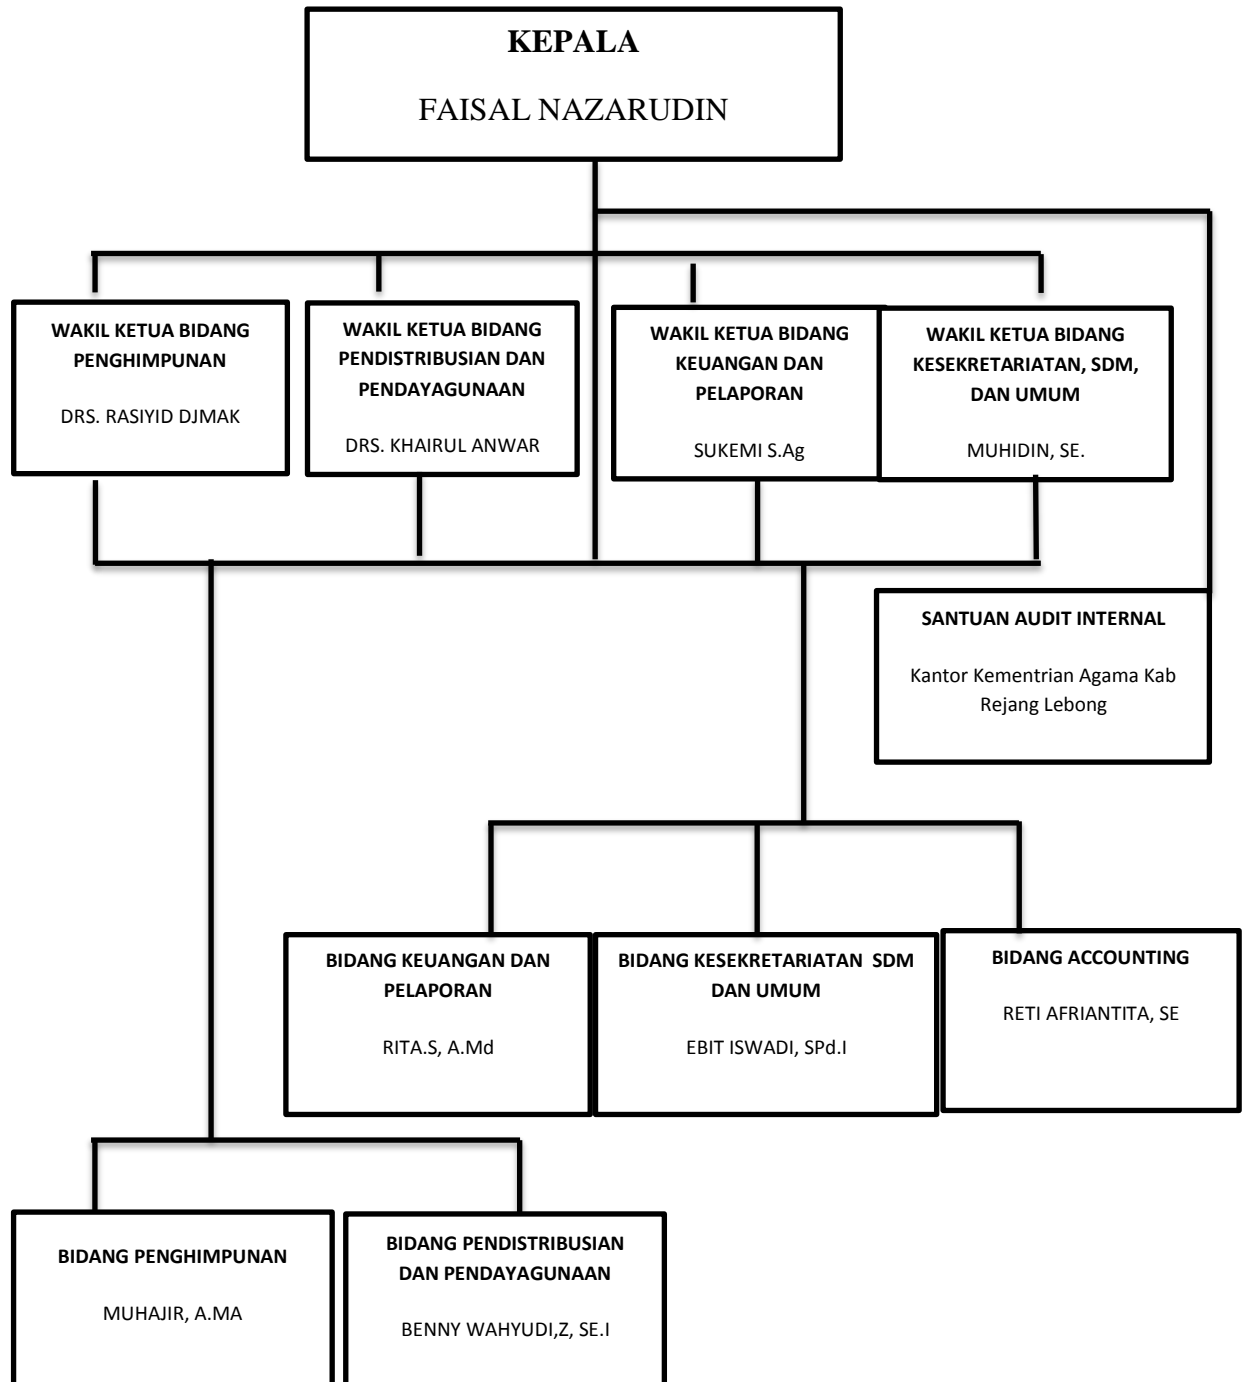 KEPALA
FAISAL NAZARUDIN
WAKIL KETUA BIDANG
PENGHIMPUNAN
DRS. RASIYID DJMAK
WAKIL KETUA BIDANG
PENDISTRIBUSIAN DAN
PENDAYAGUNAAN
DRS. KHAIRUL ANWAR
WAKIL KETUA BIDANG
KEUANGAN DAN
PELAPORAN
SUKEMI S.Ag
WAKIL KETUA BIDANG
KESEKRETARIATAN, SDM,
DAN UMUM
MUHIDIN, SE.
SANTUAN AUDIT INTERNAL
Kantor Kementrian Agama Kab
Rejang Lebong
BIDANG KEUANGAN DAN
PELAPORAN
RITA.S, A.Md
BIDANG KESEKRETARIATAN  SDM
DAN UMUM
EBIT ISWADI, SPd.I
BIDANG ACCOUNTING
RETI AFRIANTITA, SE
BIDANG PENGHIMPUNAN
MUHAJIR, A.MA
BIDANG PENDISTRIBUSIAN
DAN PENDAYAGUNAAN
BENNY WAHYUDI,Z, SE.I